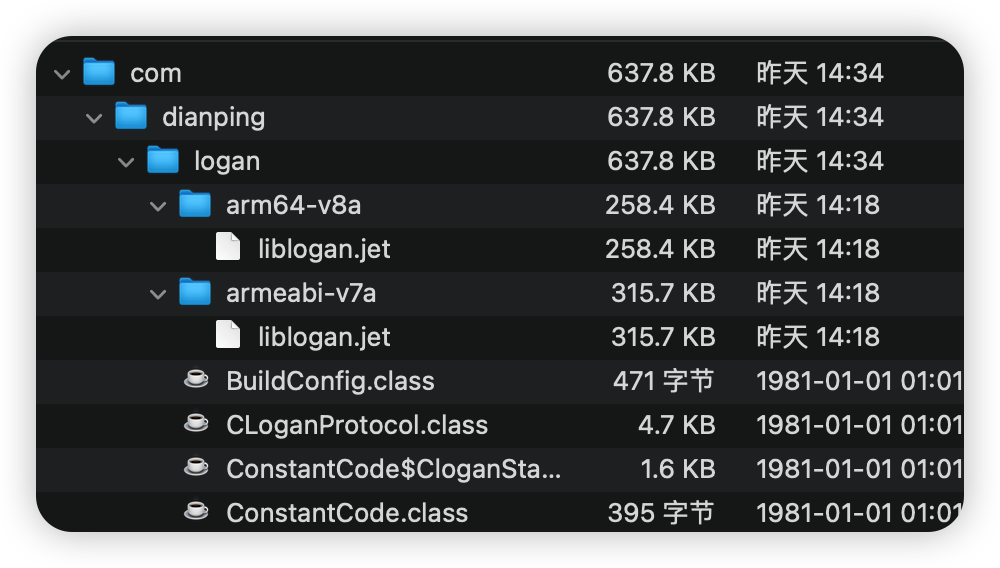 com 637.8 KB 昨天 14:34
dianping 637.8 KB 昨天 14:34
logan 637.8 KB 昨天 14:34
arm64-v8a 258.4 KB 昨天 14:18
liblogan.jet 258.4 KB 昨天 14:18
armeabi-v7a 315.7 KB 昨天 14:18
liblogan.jet 315.7 KB 昨天 14:18
BuildConfig.class 471 字节 1981-01-01 01:01
CLoganProtocol.class 4.7 KB 1981-01-01 01:01
ConstantCode$CloganSta... 1.6 KB 1981-01-01 01:01
ConstantCode.class 395 字节 1981-01-01 01:01